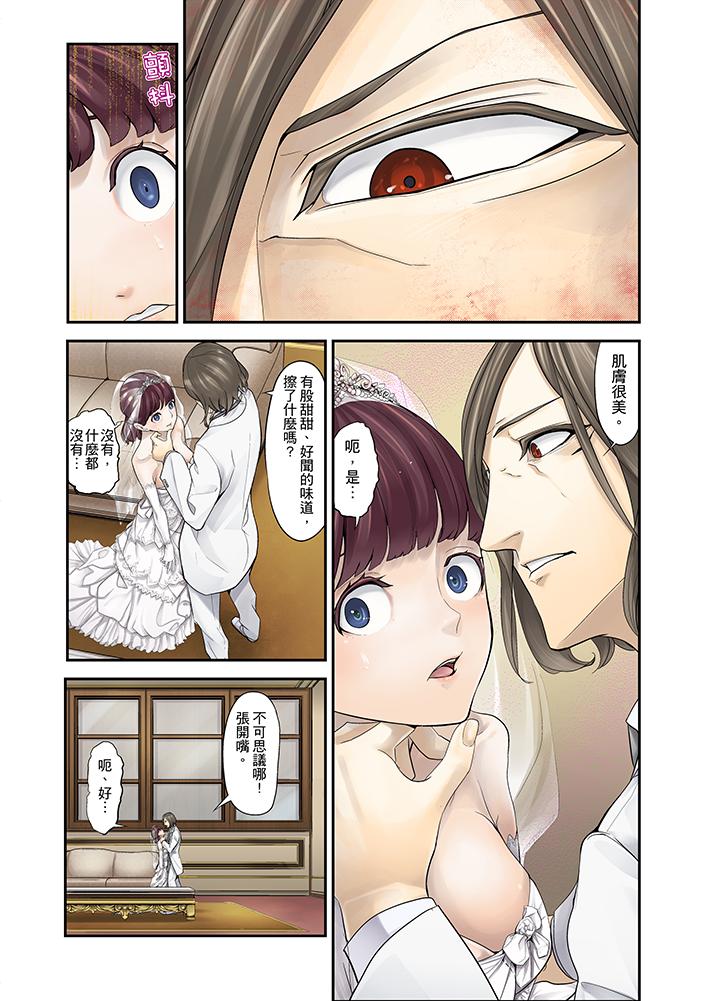 顫
抖
肌膚很美。
呃，是…
有股甜甜、好聞的味道，
擦了什麼嗎？
沒有，
什麼都
沒有…
不可思議哪！
張開嘴。
呃、好…